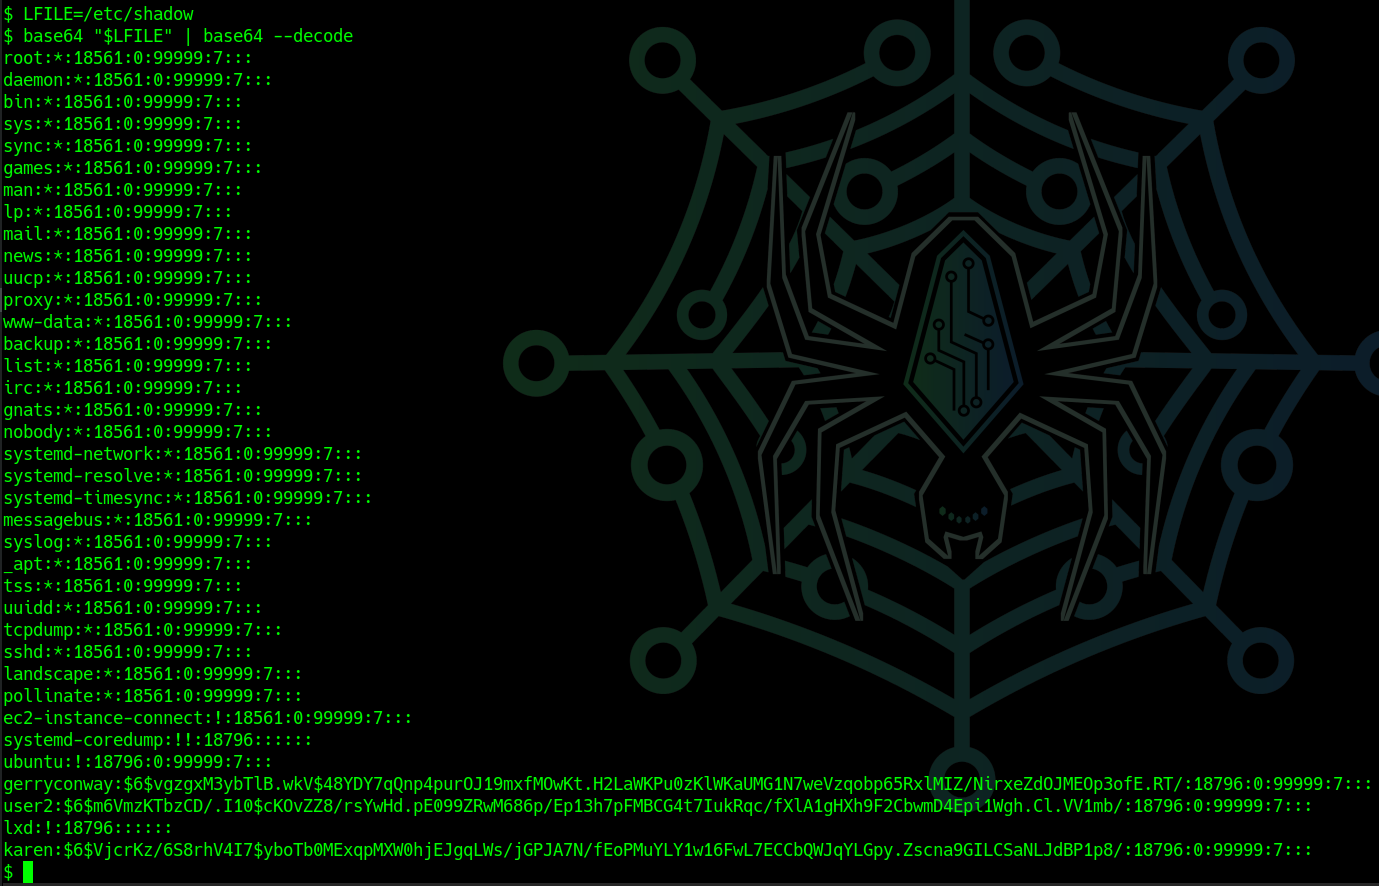 $ LFILE=/etc/shadow
$ base64 "$LFILE" | base64 --decode
root:*:18561:0:99999:7:::
daemon:*:18561:0:99999:7:::
bin:*:18561:0:99999:7:::
sys:*:18561:0:99999:7:::
sync:*:18561:0:99999:7:::
games:*:18561:0:99999:7:::
man:*:18561:0:99999:7:::
lp:*:18561:0:99999:7:::
mail:*:18561:0:99999:7:::
news:*:18561:0:99999:7:::
uucp:*:18561:0:99999:7:::
proxy:*:18561:0:99999:7:::
www-data:*:18561:0:99999:7:::
backup:*:18561:0:99999:7:::
list:*:18561:0:99999:7:::
irc:*:18561:0:99999:7:::
gnats:*:18561:0:99999:7:::
nobody:*:18561:0:99999:7:::
systemd-network:*:18561:0:99999:7:::
systemd-resolve:*:18561:0:99999:7:::
systemd-timesync:*:18561:0:99999:7:::
messagebus:*:18561:0:99999:7:::
syslog:*:18561:0:99999:7:::
_apt:*:18561:0:99999:7:::
tss:*:18561:0:99999:7:::
uuidd:*:18561:0:99999:7:::
tcpdump:*:18561:0:99999:7:::
sshd:*:18561:0:99999:7:::
landscape:*:18561:0:99999:7:::
pollinate:*:18561:0:99999:7:::
ec2-instance-connect:!:18561:0:99999:7:::
systemd-coredump:!!:18796::::::
ubuntu:!:18796:0:99999:7:::
gerryconway:$6$vgzgxM3ybTlB.wkV$48YDY7qQnp4purOJ19mxfMOwKt.H2LaWKPu0zKlWKaUMG1N7weVzqobp65RxlMIZ/NirxeZdOJMEOp3ofE.RT/:18796:0:99999:7:::
user2:$6$m6VmzKTbzCD/.I10$cKOvZZ8/rsYwHd.pE099ZRwM686p/Ep13h7pFMBCG4t7IukRqc/fXlA1gHXh9F2CbwmD4Epi1Wgh.Cl.VV1mb/:18796:0:99999:7:::
lxd:!:18796::::::
karen:$6$VjcrKz/6S8rhV4I7$yboTb0MExqpMXW0hjEJgqLWs/jGPJA7N/fEoPMuYLY1w16FwL7ECCbQWJqYLGpy.Zscna9GILCSaNLJdBP1p8/:18796:0:99999:7:::
$